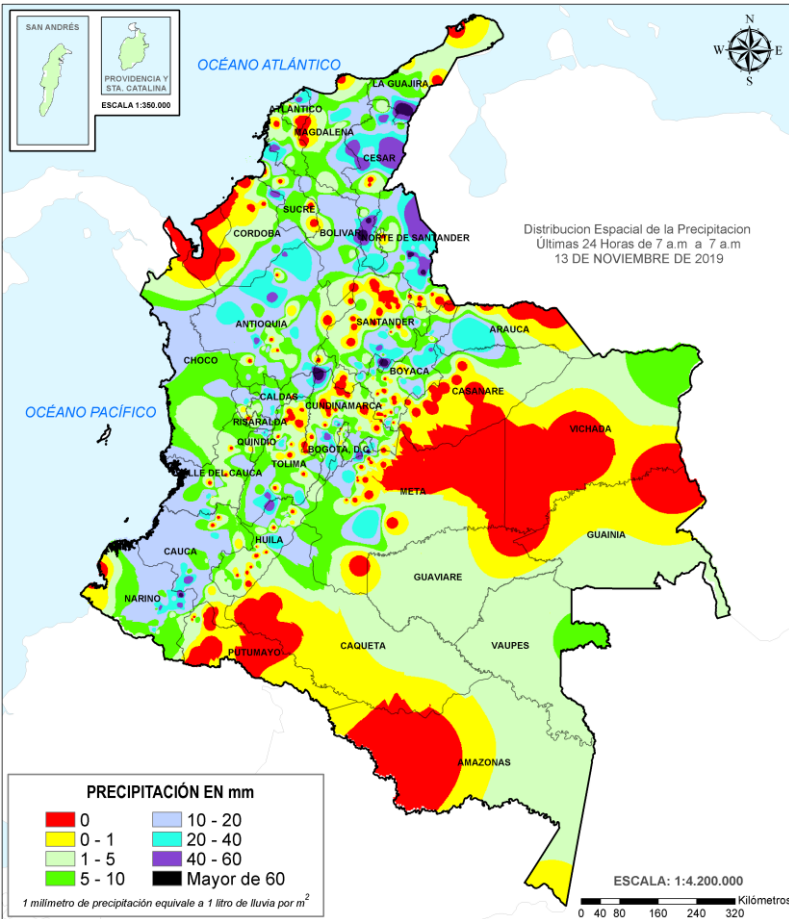 SAN ANDRÉS
PROVIDENCIA Y
STA. CATALINA
ESCALA 1:350.000
N
W
E
S
OCÉANO ATLÁNTICO
LA GUAJIRA
ATLANTICO
MAGDALENA
CESAR
SUCRE
CORDOBA
BOLIVAR
NORTE DE SANTANDER
Distribucion Espacial de la Precipitacion
Últimas 24 Horas de 7 a.m a 7 a.m
13 DE NOVIEMBRE DE 2019
ANTIOQUIA
SANTANDER
ARAUCA
CHOCO
BOYACA
CASANARE
OCÉANO PACÍFICO
CALDAS
CUNDINAMARCA
RISARALDA
VICHADA
QUINDIO
BOGOTA, D.C.
TOLIMA
VALLE DEL CAUCA
META
GUAINIA
HUILA
CAUCA
GUAVIARE
NARINO
CAQUETA
VAUPES
PUTUMAYO
AMAZONAS
PRECIPITACIÓN EN mm
0
0 - 1
1 - 5
5 - 10
10 - 20
20 - 40
40 - 60
Mayor de 60
1 milímetro de precipitación equivale a 1 litro de lluvia por m²
ESCALA: 1:4.200.000
Kilómetros
0 40 80 160 240 320